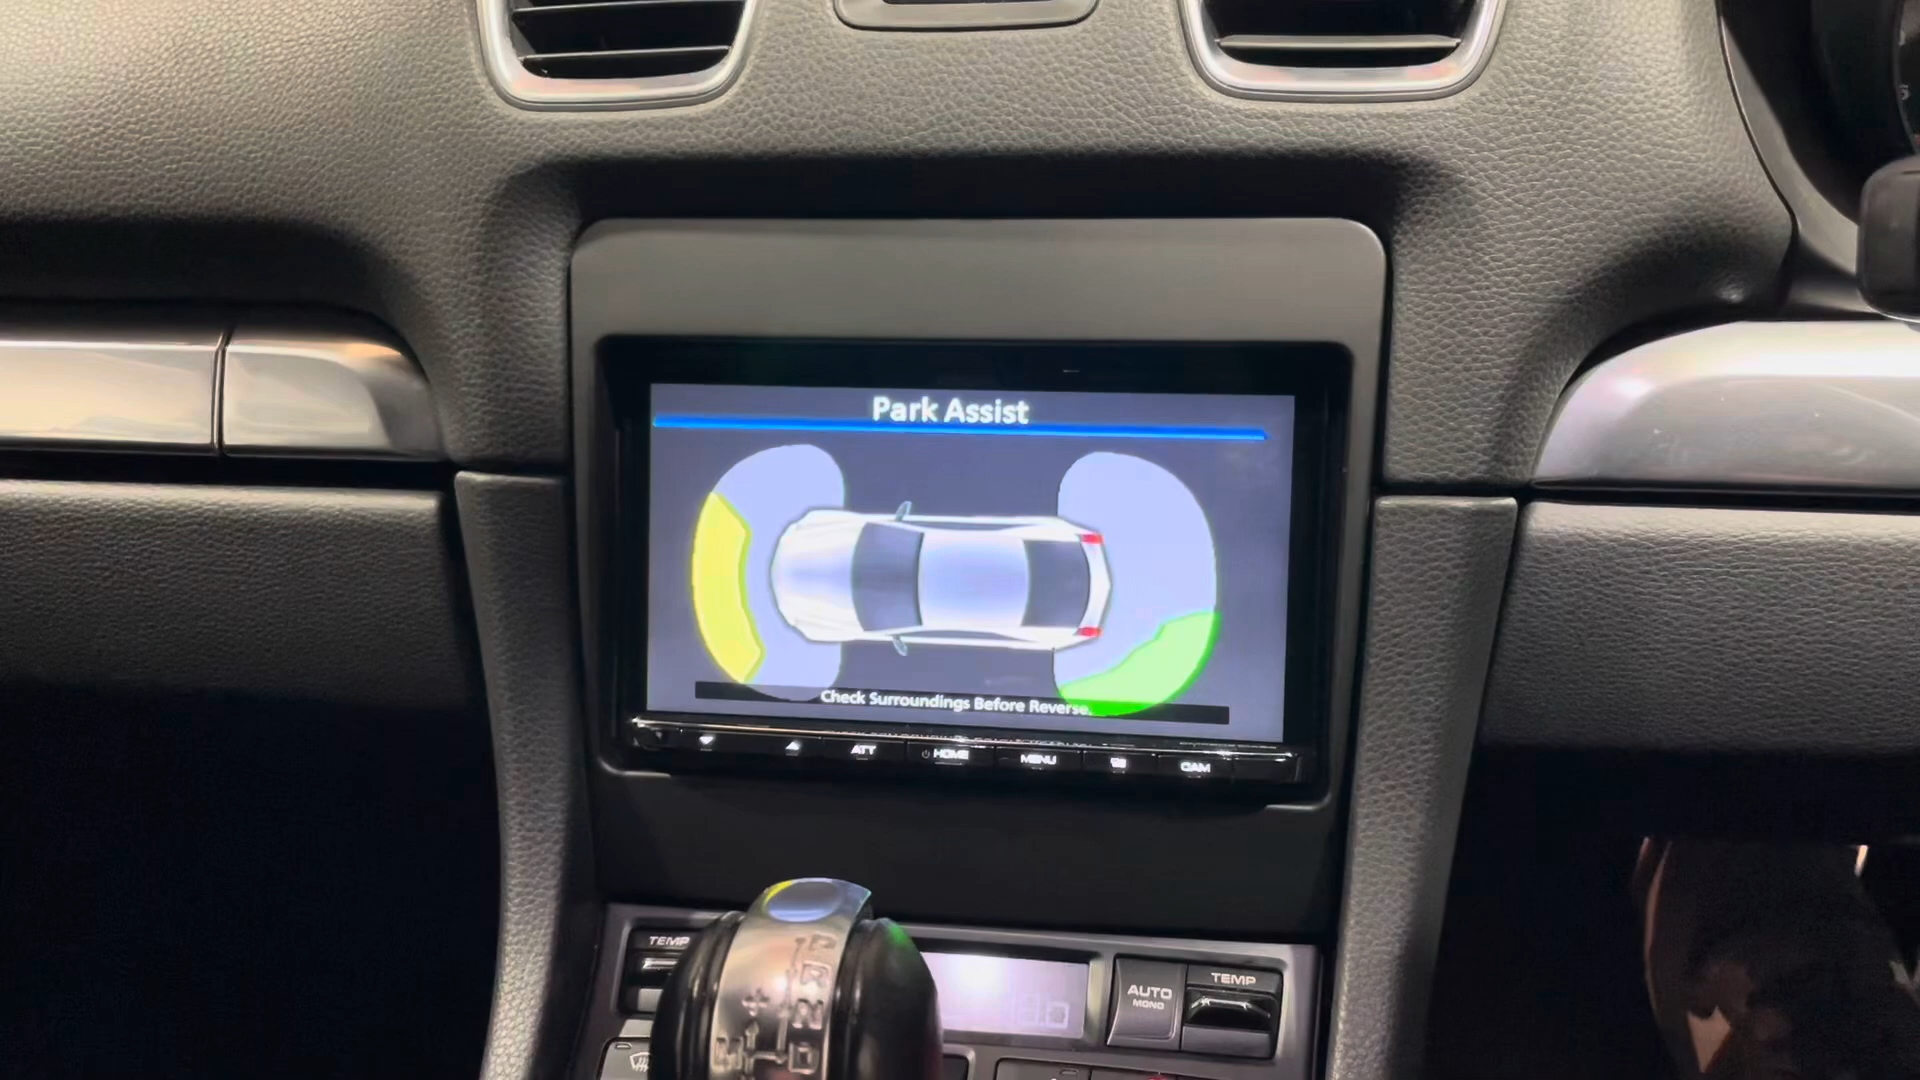 Park Assist
Check Surroundings Before Reverse.
ATT
HOME
MENU
CAM
TEMP
P
R
N
D
M
+
AUTO
MONO
TEMP